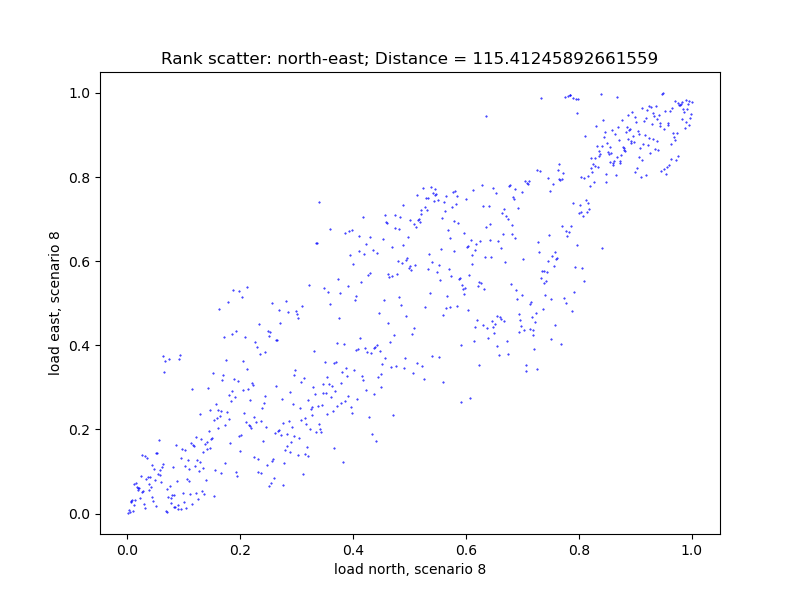 Rank scatter: north-east; Distance = 115.41245892661559
1.0
0.8
0.6
0.4
0.2
0.0
load east, scenario 8
0.0 0.2 0.4 0.6 0.8 1.0
load north, scenario 8